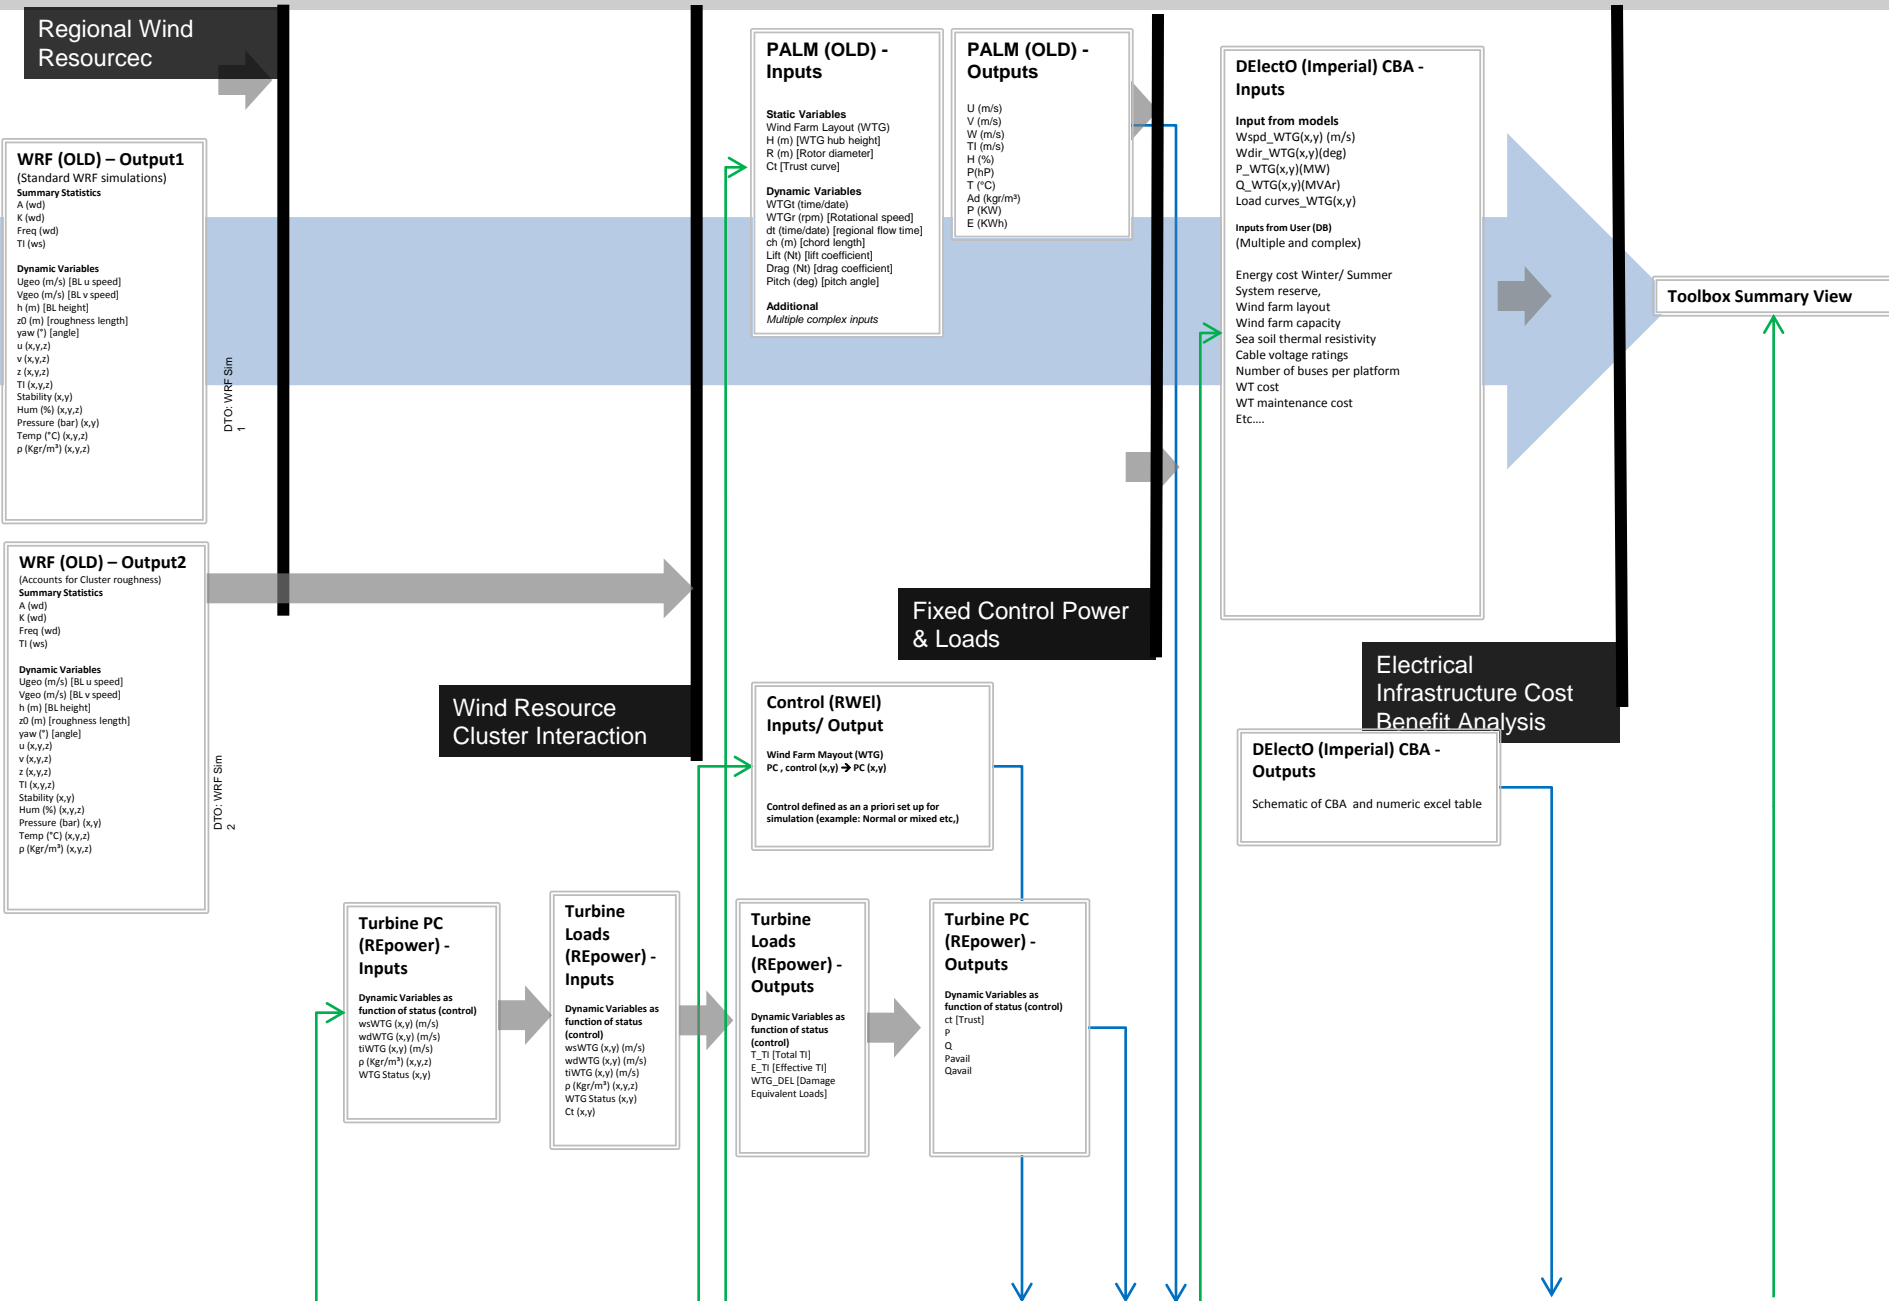 Regional Wind
Resourcec
WRF (OLD) – Output1
(Standard WRF simulations)
Summary Statistics
A (wd)
K (wd)
Freq (wd)
TI (ws)
Dynamic Variables
Ugeo (m/s) [BL u speed]
Vgeo (m/s) [BL v speed]
h (m) [BL height]
z0 (m) [roughness length]
yaw (°) [angle]
u (x,y,z)
v (x,y,z)
z (x,y,z)
TI (x,y,z)
Stability (x,y)
Hum (%) (x,y,z)
Pressure (bar) (x,y)
Temp (°C) (x,y,z)
ρ (Kgr/m³) (x,y,z)
DTO: WRF Sim
1
WRF (OLD) – Output2
(Accounts for Cluster roughness)
Summary Statistics
A (wd)
K (wd)
Freq (wd)
TI (ws)
Dynamic Variables
Ugeo (m/s) [BL u speed]
Vgeo (m/s) [BL v speed]
h (m) [BL height]
z0 (m) [roughness length]
yaw (°) [angle]
u (x,y,z)
v (x,y,z)
z (x,y,z)
TI (x,y,z)
Stability (x,y)
Hum (%) (x,y,z)
Pressure (bar) (x,y)
Temp (°C) (x,y,z)
ρ (Kgr/m³) (x,y,z)
DTO: WRF Sim
2
Wind Resource
Cluster Interaction
PALM (OLD) -
Inputs
Static Variables
Wind Farm Layout (WTG)
H (m) [WTG hub height]
R (m) [Rotor diameter]
Ct [Trust curve]
Dynamic Variables
WTGt (time/date)
WTGr (rpm) [Rotational speed]
dt (time/date) [regional flow time]
ch (m) [chord length]
Lift (Nt) [lift coefficient]
Drag (Nt) [drag coefficient]
Pitch (deg) [pitch angle]
Additional
Multiple complex inputs
PALM (OLD) -
Outputs
U (m/s)
V (m/s)
W (m/s)
TI (m/s)
H (%)
P(hP)
T (°C)
Ad (kgr/m³)
P (KW)
E (KWh)
Fixed Control Power
& Loads
Control (RWEl)
Inputs/ Output
Wind Farm Mayout (WTG)
PC , control (x,y) → PC (x,y)
Control defined as an a priori set up for
simulation (example: Normal or mixed etc,)
Turbine PC
(REpower) -
Inputs
Dynamic Variables as
function of status (control)
wsWTG (x,y) (m/s)
wdWTG (x,y) (m/s)
tiWTG (x,y) (m/s)
ρ (Kgr/m³) (x,y,z)
WTG Status (x,y)
Turbine
Loads
(REpower) -
Inputs
Dynamic Variables as
function of status
(control)
wsWTG (x,y) (m/s)
wdWTG (x,y) (m/s)
tiWTG (x,y) (m/s)
ρ (Kgr/m³) (x,y,z)
WTG Status (x,y)
Ct (x,y)
Turbine
Loads
(REpower) -
Outputs
Dynamic Variables as
function of status
(control)
T_TI [Total TI]
E_TI [Effective TI]
WTG_DEL [Damage
Equivalent Loads]
Turbine PC
(REpower) -
Outputs
Dynamic Variables as
function of status (control)
ct [Trust]
P
Q
Pavail
Qavail
DElectO (Imperial) CBA -
Inputs
Input from models
Wspd_WTG(x,y) (m/s)
Wdir_WTG(x,y)(deg)
P_WTG(x,y)(MW)
Q_WTG(x,y)(MVAr)
Load curves_WTG(x,y)
Inputs from User (DB)
(Multiple and complex)
Energy cost Winter/ Summer
System reserve,
Wind farm layout
Wind farm capacity
Sea soil thermal resistivity
Cable voltage ratings
Number of buses per platform
WT cost
WT maintenance cost
Etc....
Electrical
Infrastructure Cost
Benefit Analysis
DElectO (Imperial) CBA -
Outputs
Schematic of CBA and numeric excel table
Toolbox Summary View